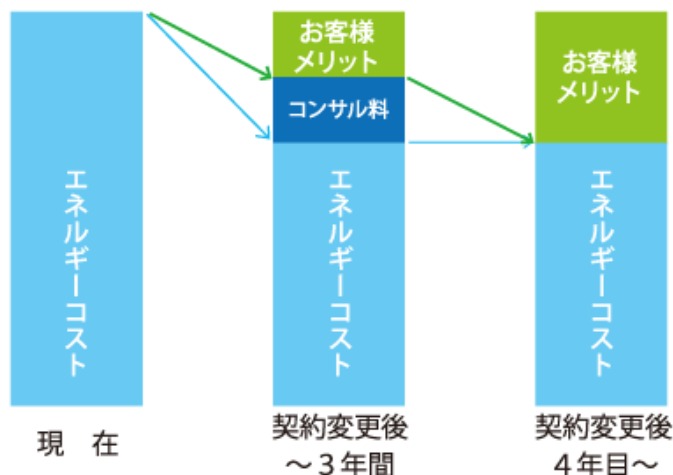 エネルギーコスト
現　在
お客様
メリット
コンサル料
エネルギーコスト
契約変更後
～３年間
お客様
メリット
エネルギーコスト
契約変更後
４年目～